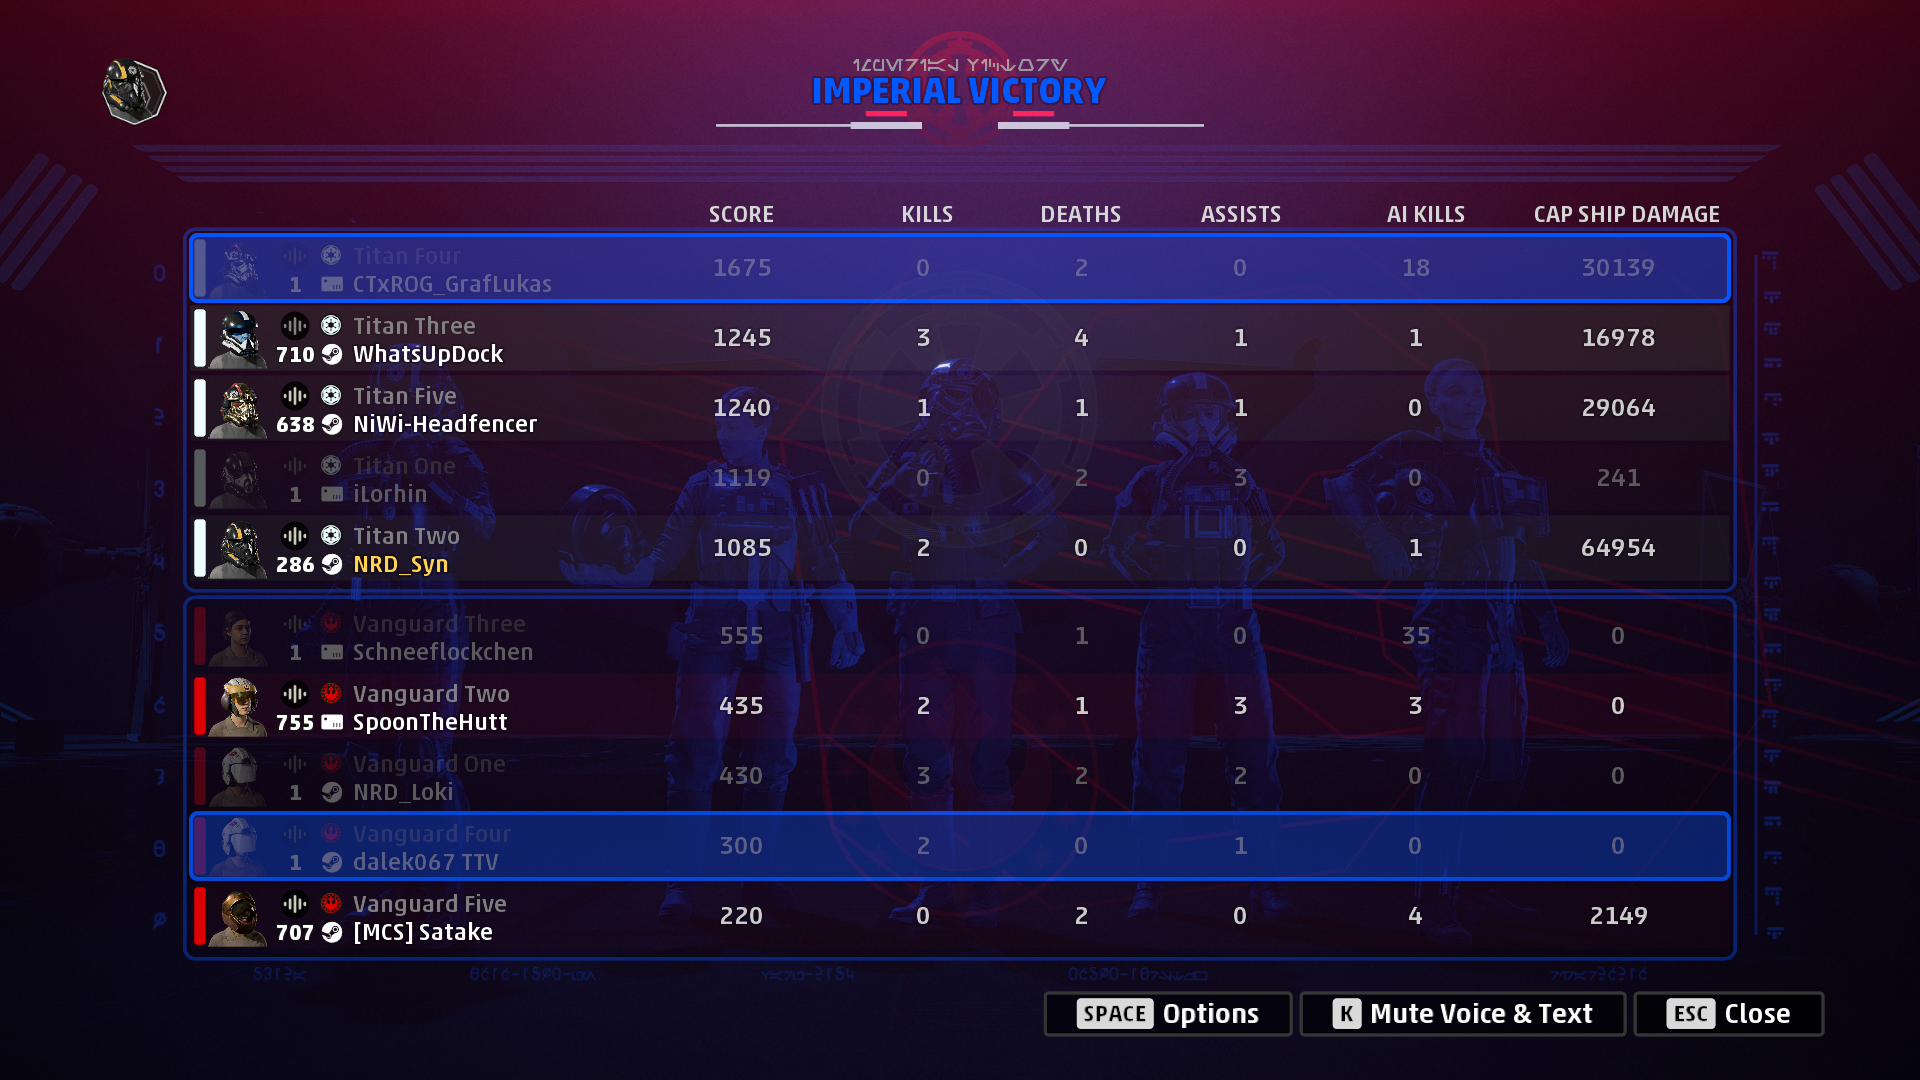 IMPERIAL VICTORY
SCORE KILLS DEATHS ASSISTS AI KILLS CAP SHIP DAMAGE
Titan Four
1 CTxROG_GrafLukas 1675 0 2 0 18 30139
Titan Three
710 WhatsUpDock 1245 3 4 1 1 16978
Titan Five
638 NiWi-Headfencer 1240 1 1 1 0 29064
Titan One
1 iLorhin 1119 0 2 3 0 241
Titan Two
286 NRD_Syn 1085 2 0 0 1 64954
Vanguard Three
1 Schneeflockchen 555 0 1 0 35 0
Vanguard Two
755 SpoonTheHutt 435 2 1 3 3 0
Vanguard One
1 NRD_Loki 430 3 2 2 0 0
Vanguard Four
1 dalek067 TTV 300 2 0 1 0 0
Vanguard Five
707 [MCS] Satake 220 0 2 0 4 2149
SPACE Options K Mute Voice & Text ESC Close